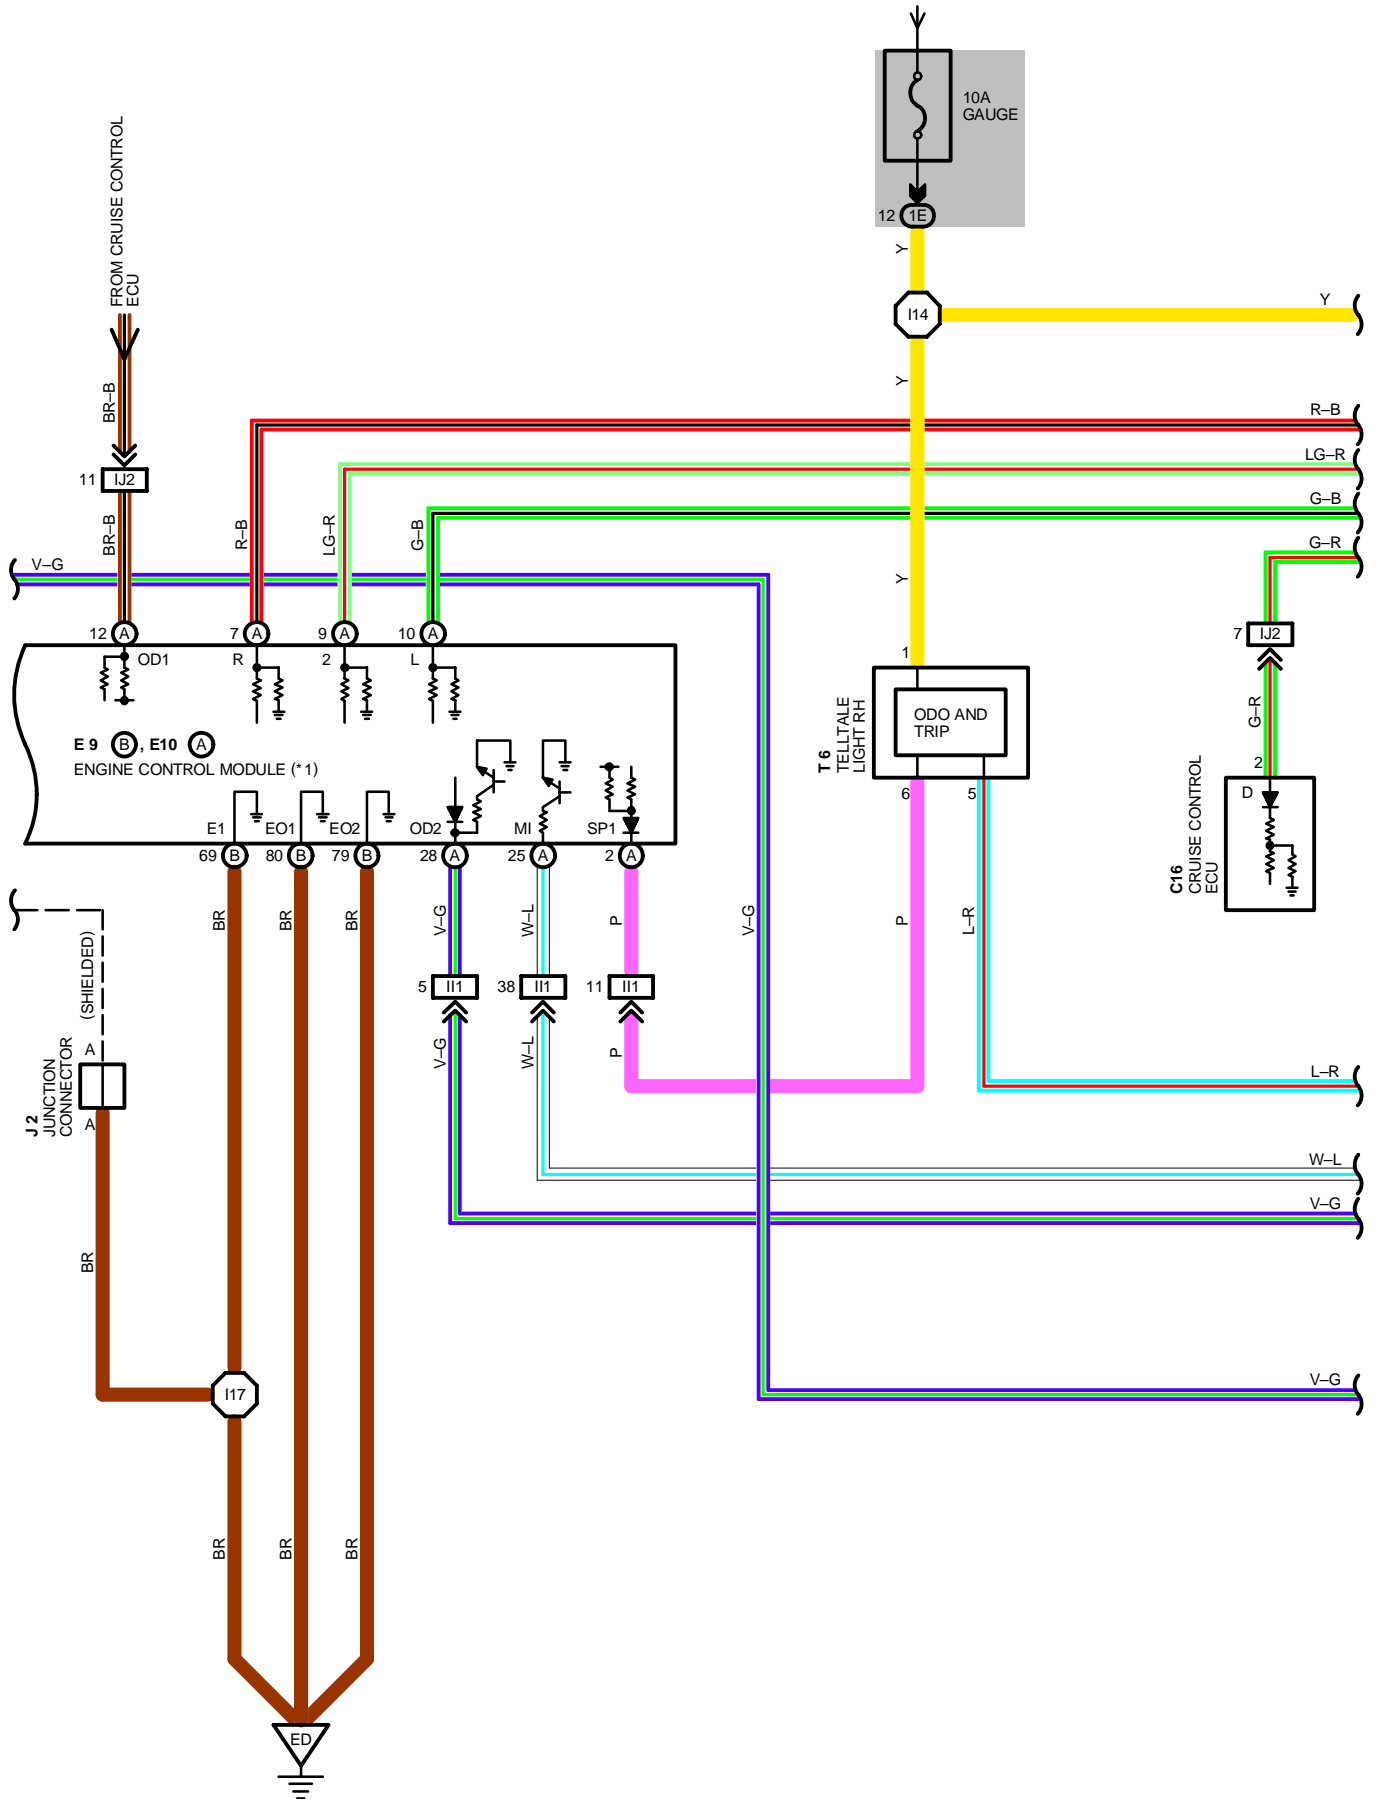 10A
GAUGE
12 1E
FROM CRUISE CONTROL
ECU
Y
I14
Y
Y
BR–B
R–B
LG–R
11 IJ2
G–B
BR–B
R–B
LG–R
G–B
G–R
V–G
Y
7 IJ2
12 A
7 A
9 A
10 A
OD1
R
2
L
1
G–R
ODO AND
TRIP
T 6
TELLTALE
LIGHT RH
E 9 B , E10 A
ENGINE CONTROL MODULE (*1)
2
D
C16
CRUISE CONTROL
ECU
6
5
E1
EO1
EO2
OD2
MI
SP1
69 B
80 B
79 B
28 A
25 A
2 A
BR
BR
BR
V–G
W–L
P
V–G
P
L–R
(SHIELDED)
5 II1
38 II1
11 II1
V–G
W–L
P
A
J 2
JUNCTION
CONNECTOR
A
L–R
W–L
V–G
BR
I17
V–G
BR
BR
BR
ED